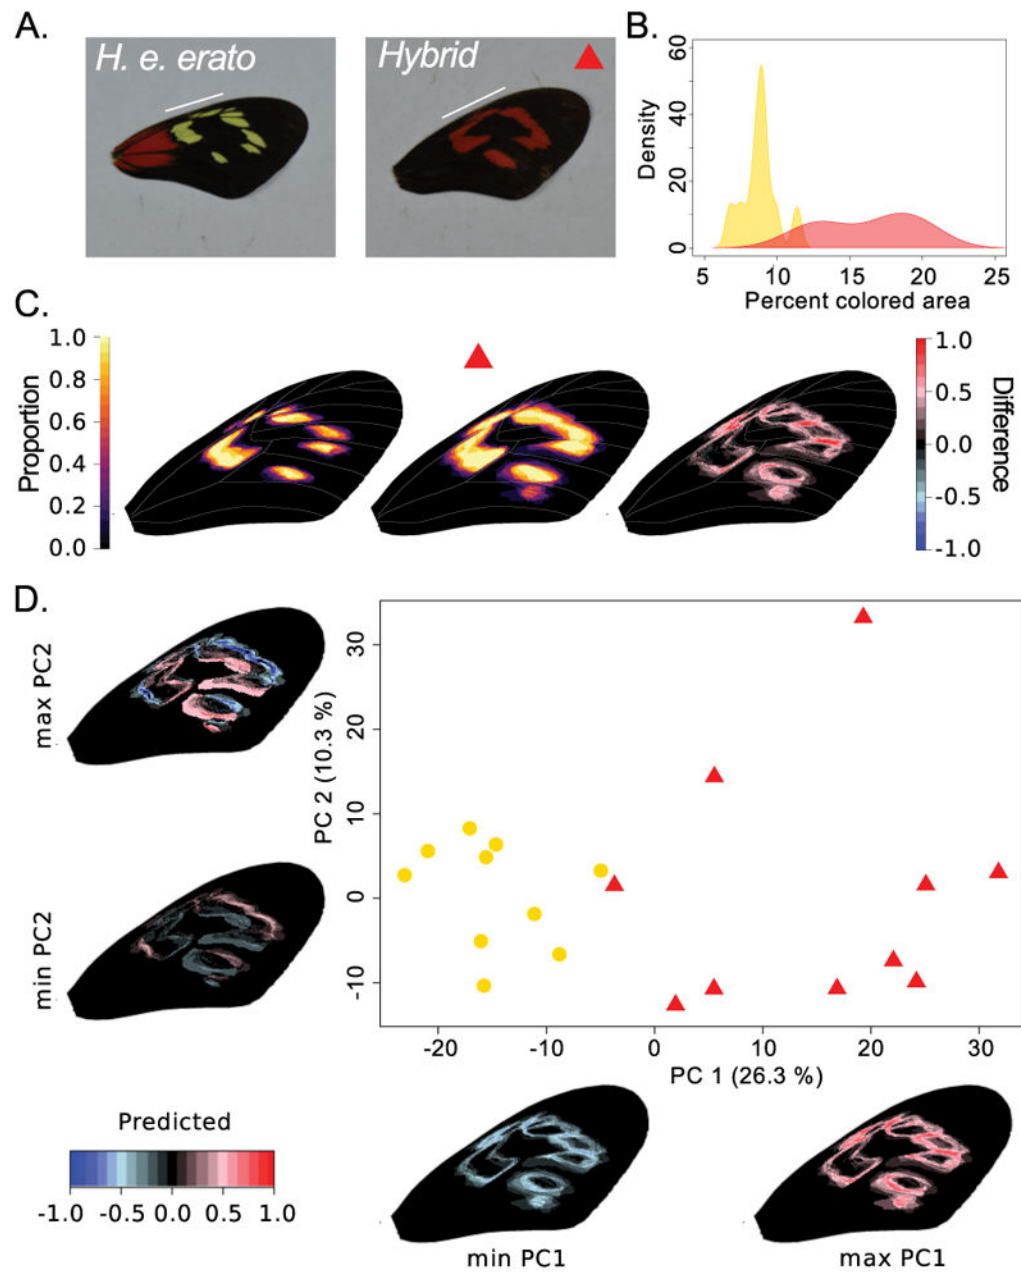 A.
H. e. erato
Hybrid
B.
60
40
20
0
Density
5 10 15 20 25
Percent colored area
C.
1.0
0.8
0.6
0.4
0.2
0.0
Proportion
1.0
0.5
0.0
-0.5
-1.0
Difference
D.
max PC2
min PC2
30
20
10
0
-10
PC 2 (10.3 %)
-20 -10 0 10 20 30
PC 1 (26.3 %)
Predicted
-1.0 -0.5 0.0 0.5 1.0
min PC1
max PC1